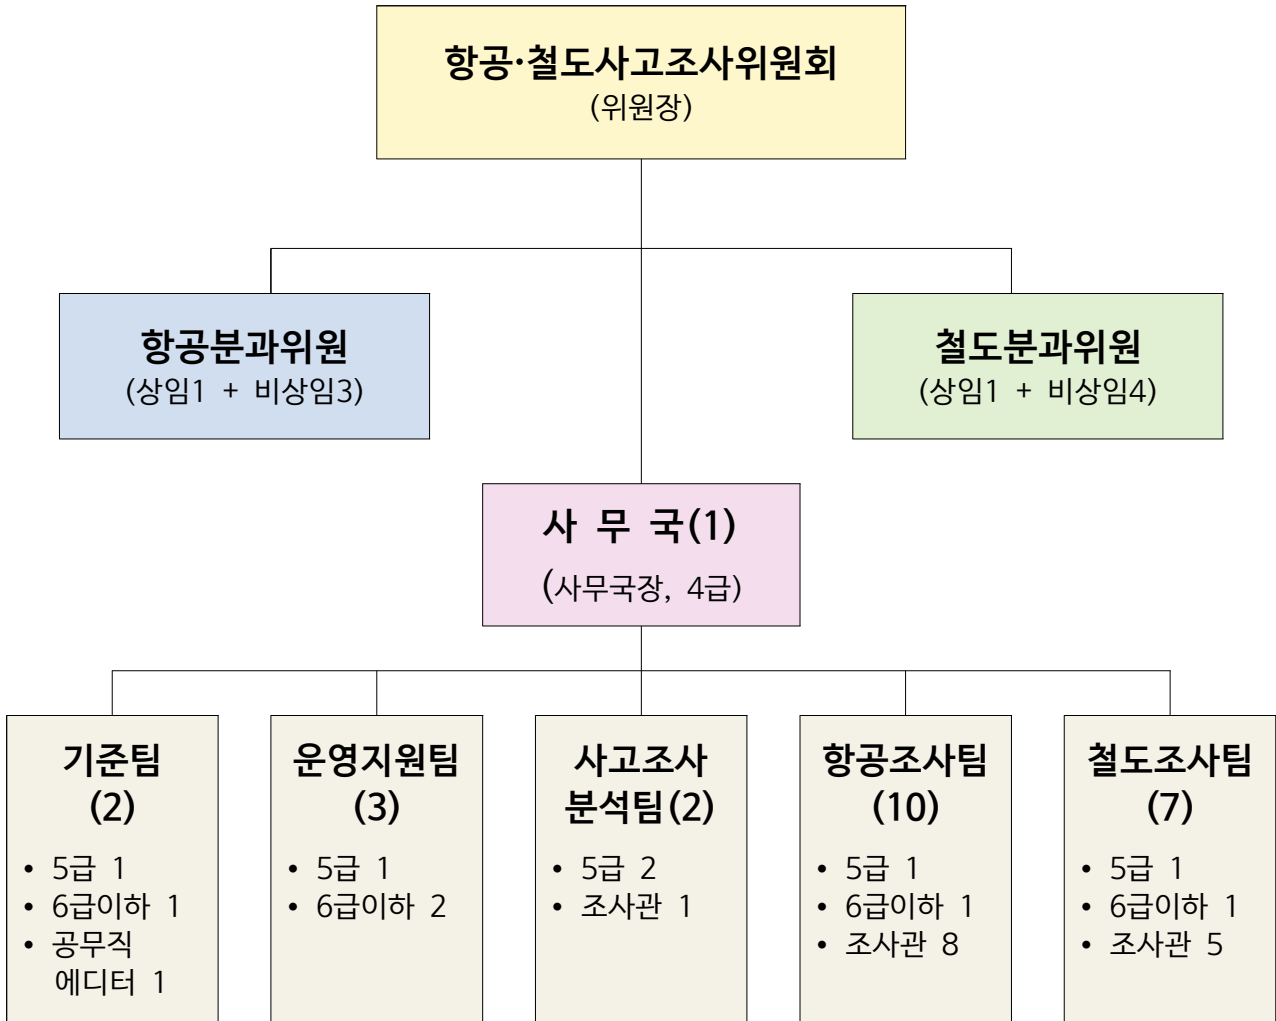 항공·철도사고조사위원회
(위원장)
항공분과위원
(상임1 + 비상임3)
철도분과위원
(상임1 + 비상임4)
사 무 국(1)
(사무국장, 4급)
기준팀
(2)
• 5급 1
• 6급이하 1
• 공무직
에디터 1
운영지원팀
(3)
• 5급 1
• 6급이하 2
사고조사
분석팀(2)
• 5급 2
• 조사관 1
항공조사팀
(10)
• 5급 1
• 6급이하 1
• 조사관 8
철도조사팀
(7)
• 5급 1
• 6급이하 1
• 조사관 5